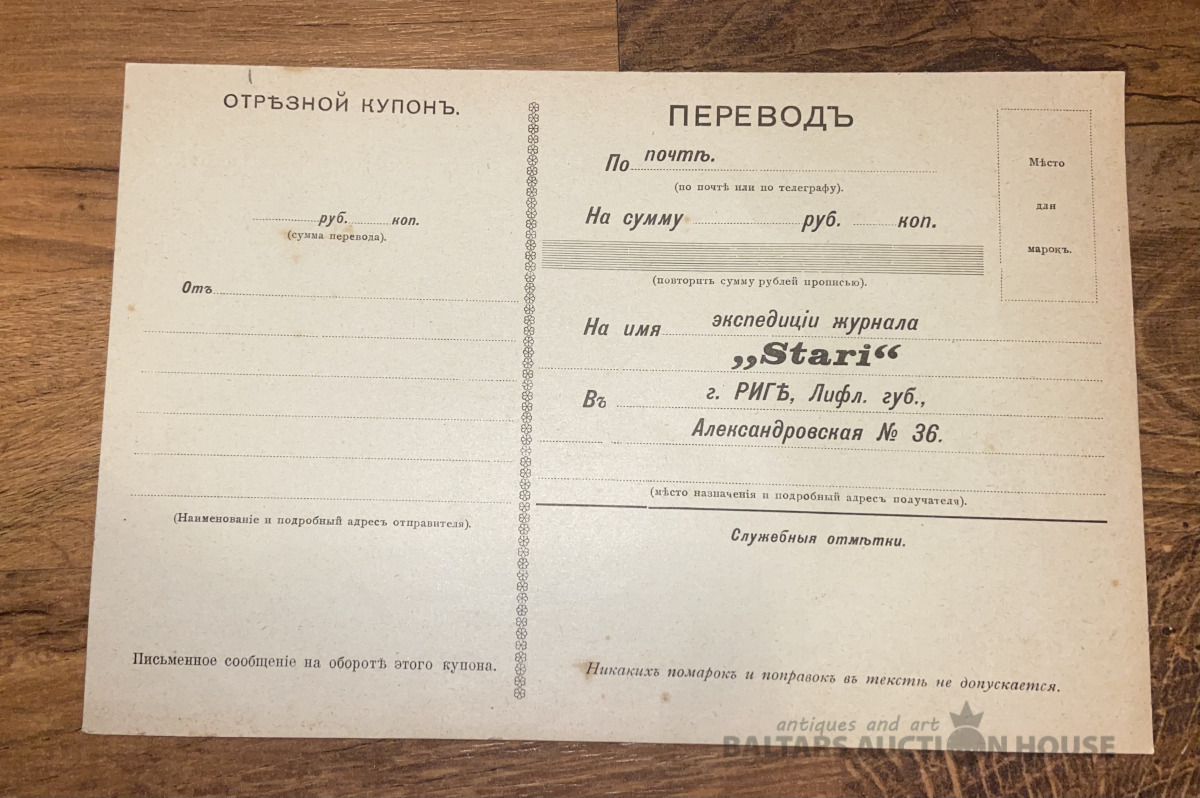 ОТРѢЗНОЙ КУПОНЪ.
руб. коп.
(сумма перевода).
Отъ
(Наименованіе и подробный адресъ отправителя).
Письменное сообщеніе на оборотѣ этого купона.
ПЕРЕВОДЪ
По почтѣ.
(по почтѣ или по телеграфу).
На сумму руб. коп.
(повторить сумму рублей прописью).
На имя экспедиціи журнала
„Stari“
Въ г. РИГѢ, Лифл. губ.,
Александровская № 36.
(мѣсто назначенія и подробный адресъ получателя).
Служебныя отмѣтки.
Никакихъ помарокъ и поправокъ въ текстѣ не допускается.
Мѣсто
для
марокъ.
antiques and art
BALTARS AUCTION HOUSE